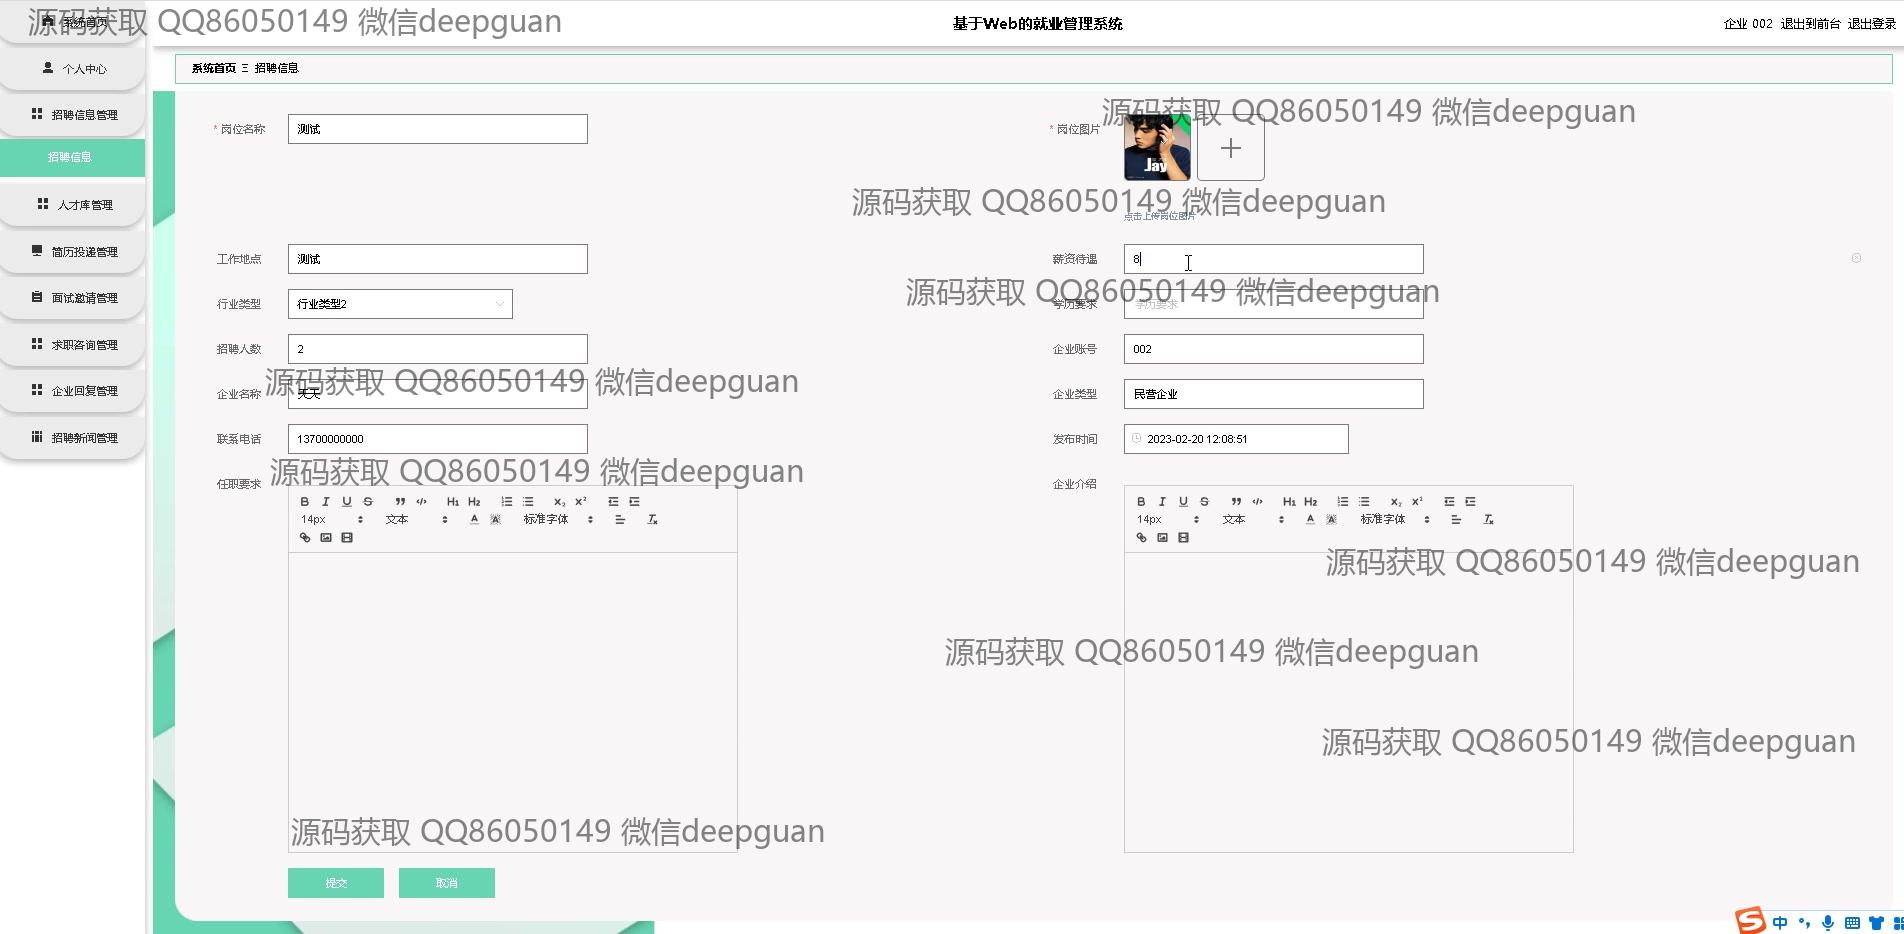 系统首页
源码获取 QQ86050149 微信deepguan
基于Web的就业管理系统
企业 002 退出到前台 退出登录
个人中心
招聘信息管理
招聘信息
人才库管理
简历投递管理
面试邀请管理
求职咨询管理
企业回复管理
招聘新闻管理
系统首页 Ξ 招聘信息
源码获取 QQ86050149 微信deepguan
* 岗位名称 测试
* 岗位图片
Jay
源码获取 QQ86050149 微信deepguan
点击上传岗位图片
工作地点 测试
薪资待遇 8
源码获取 QQ86050149 微信deepguan
行业类型 行业类型2
学历要求 学历要求
招聘人数 2
企业账号 002
源码获取 QQ86050149 微信deepguan
企业名称 天天
企业类型 民营企业
联系电话 13700000000
发布时间 2023-02-20 12:08:51
源码获取 QQ86050149 微信deepguan
任职要求
企业介绍
B I U S ” </> H1 H2 X2 X2
14px 文本 A A 标准字体 Tx
B I U S ” </> H1 H2 X2 X2
14px 文本 A A 标准字体 Tx
源码获取 QQ86050149 微信deepguan
源码获取 QQ86050149 微信deepguan
源码获取 QQ86050149 微信deepguan
源码获取 QQ86050149 微信deepguan
提交
取消
S 中